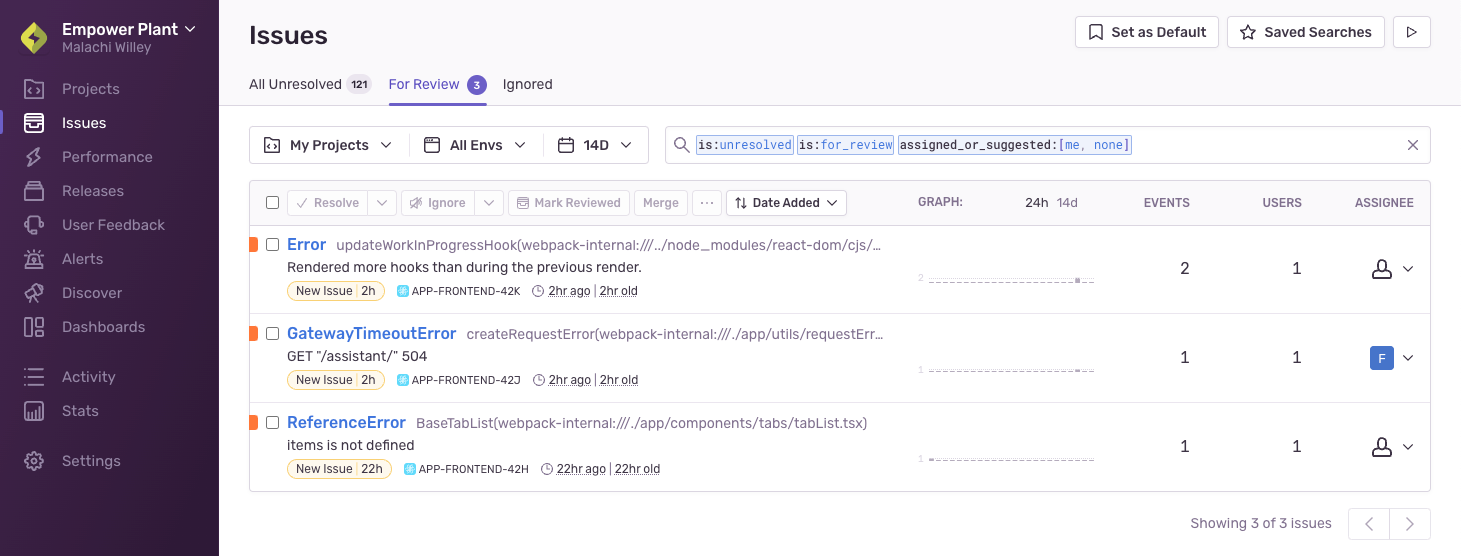 Empower Plant
Malachi Willey
Projects
Issues
Performance
Releases
User Feedback
Alerts
Discover
Dashboards
Activity
Stats
Settings
Issues
Set as Default
Saved Searches
All Unresolved 121 For Review 3 Ignored
My Projects All Envs 14D is:unresolved is:for_review assigned_or_suggested:[me, none]
Resolve Ignore Mark Reviewed Merge ... Date Added GRAPH: 24h 14d EVENTS USERS ASSIGNEE
Error updateWorkInProgressHook(webpack-internal:///../node_modules/react-dom/cjs/…
Rendered more hooks than during the previous render.
2 2 1
New Issue 2h APP-FRONTEND-42K 2hr ago | 2hr old
GatewayTimeoutError createRequestError(webpack-internal:///./app/utils/requestErr…
GET "/assistant/" 504
1 1 1 F
New Issue 2h APP-FRONTEND-42J 2hr ago | 2hr old
ReferenceError BaseTabList(webpack-internal:///./app/components/tabs/tabList.tsx)
items is not defined
1 1 1
New Issue 22h APP-FRONTEND-42H 22hr ago | 22hr old
Showing 3 of 3 issues